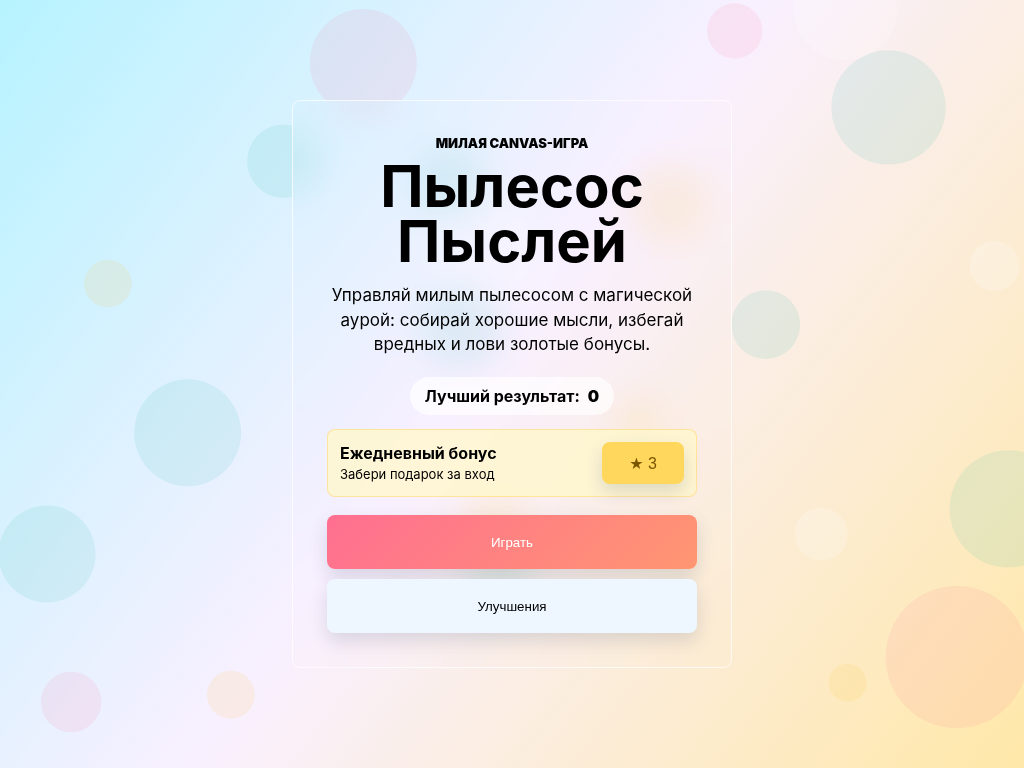 МИЛАЯ CANVAS-ИГРА
Пылесос
Пыслей
Управляй милым пылесосом с магической
аурой: собирай хорошие мысли, избегай
вредных и лови золотые бонусы.
Лучший результат: 0
Ежедневный бонус
Забери подарок за вход
★ 3
Играть
Улучшения